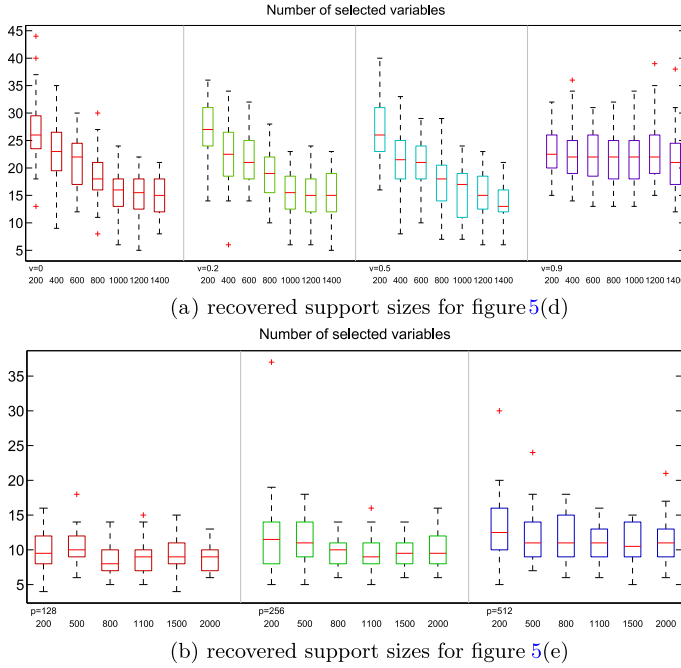 Number of selected variables
45
40
35
30
25
20
15
10
5
v=0 v=0.2 v=0.5 v=0.9
200 400 600 800 1000 1200 1400 200 400 600 800 1000 1200 1400 200 400 600 800 1000 1200 1400 200 400 600 800 1000 1200 1400
(a) recovered support sizes for figure 5(d)
Number of selected variables
35
30
25
20
15
10
5
p=128 p=256 p=512
200 500 800 1100 1500 2000 200 500 800 1100 1500 2000 200 500 800 1100 1500 2000
(b) recovered support sizes for figure 5(e)